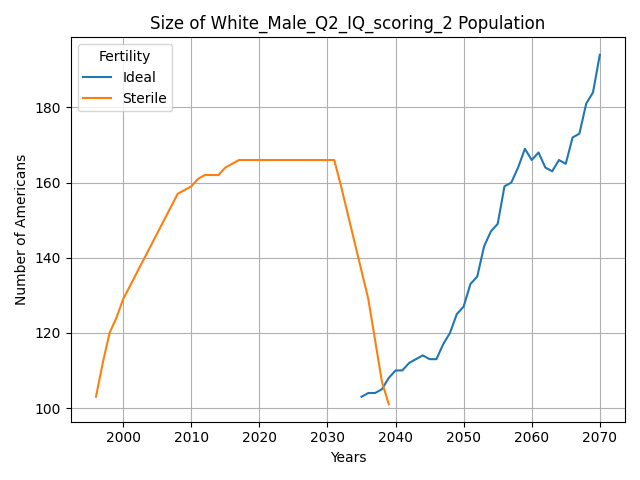 Size of White_Male_Q2_IQ_scoring_2 Population
Fertility
Ideal
Sterile
Number of Americans
180
160
140
120
100
2000
2010
2020
2030
2040
2050
2060
2070
Years